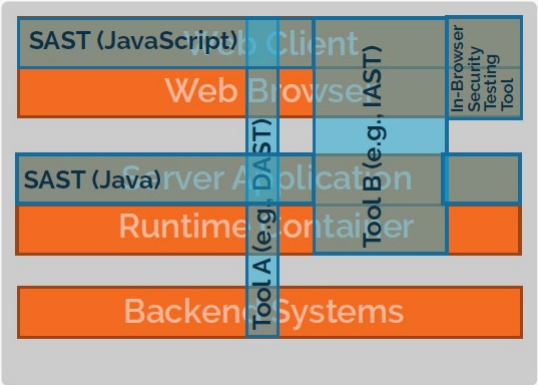 SAST (JavaScript)
Web Client
Web Browser
In-Browser
Security
Testing
Tool
SAST (Java)
Server Application
Runtime Container
Backend Systems
Tool A (e.g., DAST)
Tool B (e.g., IAST)